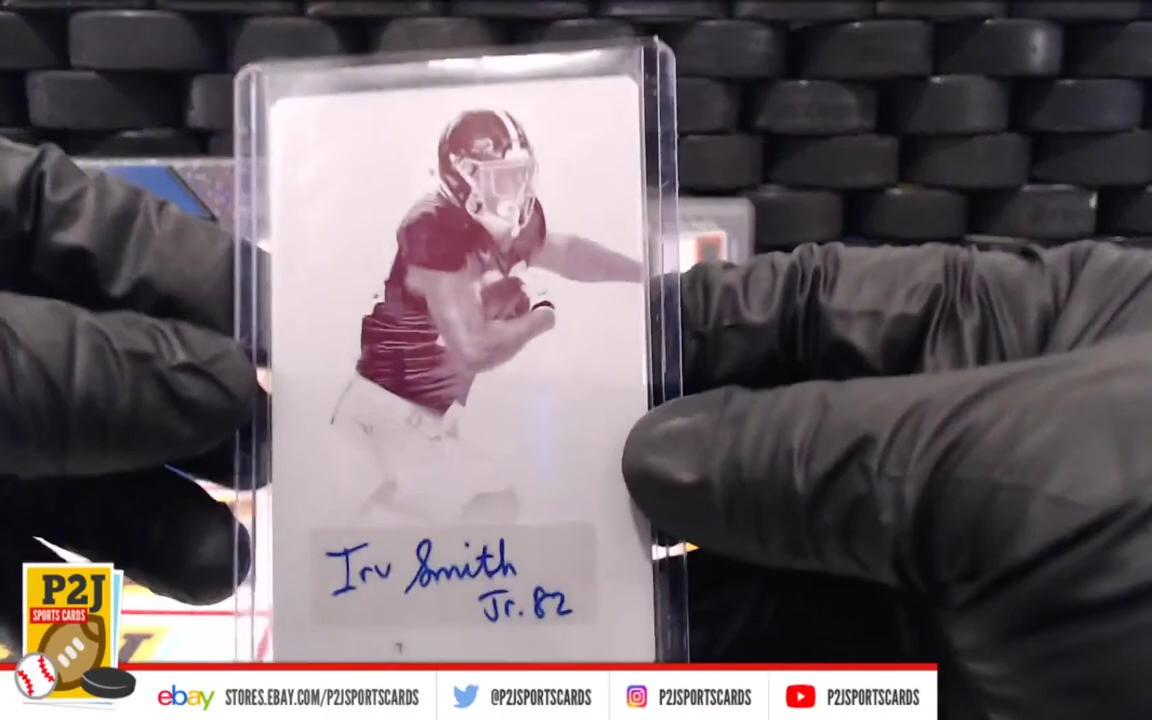 Irv Smith
Jr. 82
P2J
SPORTS CARDS
ebay STORES.EBAY.COM/P2JSPORTSCARDS
@P2JSPORTSCARDS
P2JSPORTSCARDS
P2JSPORTSCARDS